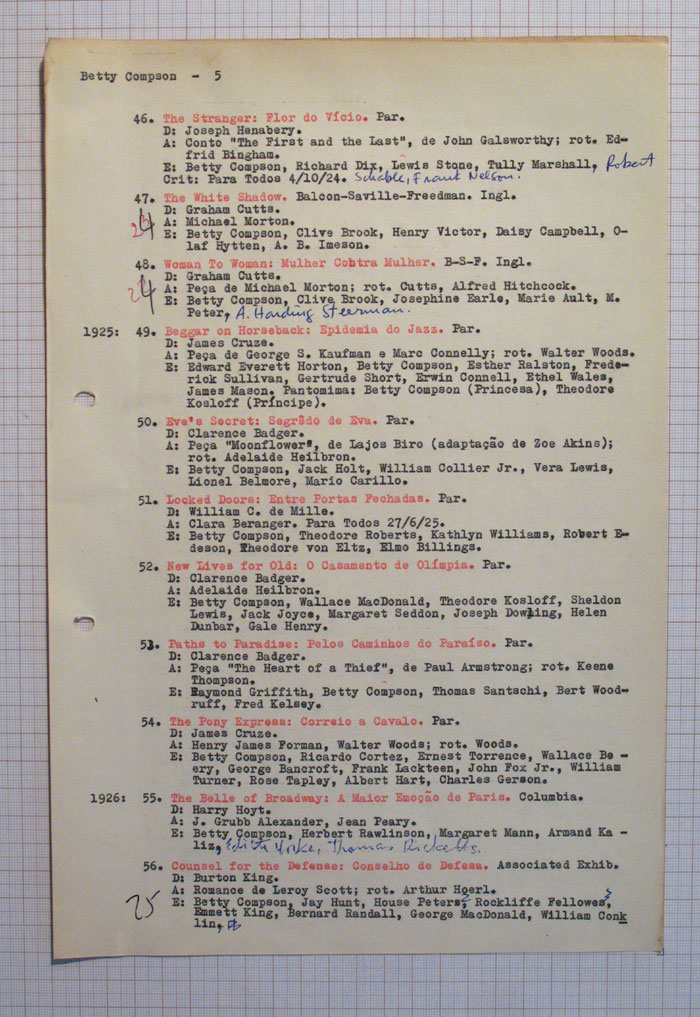 Betty Compson - 5
46. The Stranger: Flor do Vício. Par.
D: Joseph Henabery.
A: Conto "The First and the Last", de John Galsworthy; rot. Ed-
frid Bingham.
E: Betty Compson, Richard Dix, Lewis Stone, Tully Marshall, Robert
Crit: Para Todos 4/10/24. Schable, Frank Nelson.
47. The White Shadow. Balcon-Saville-Freedman. Ingl.
D: Graham Cutts.
24 A: Michael Morton.
E: Betty Compson, Clive Brook, Henry Victor, Daisy Campbell, O-
laf Hytten, A. B. Imeson.
48. Woman To Woman: Mulher Cobtra Mulher. B-S-F. Ingl.
D: Graham Cutts.
24 A: Peça de Michael Morton; rot. Cutts, Alfred Hitchcock.
E: Betty Compson, Clive Brook, Josephine Earle, Marie Ault, M.
Peter, A. Harding Steerman.
1925: 49. Beggar on Horseback: Epidemia do Jazz. Par.
D: James Cruze.
A: Peça de George S. Kaufman e Marc Connelly; rot. Walter Woods.
E: Edward Everett Horton, Betty Compson, Esther Ralston, Frede-
rick Sullivan, Gertrude Short, Erwin Connell, Ethel Wales,
James Mason. Pantomima: Betty Compson (Princesa), Theodore
Kosloff (Príncipe).
50. Eve's Secret: Segrêdo de Eva. Par.
D: Clarence Badger.
A: Peça "Moonflower", de Lajos Biro (adaptação de Zoe Akins);
rot. Adelaide Heilbron.
E: Betty Compson, Jack Holt, William Collier Jr., Vera Lewis,
Lionel Belmore, Mario Carillo.
51. Locked Doors: Entre Portas Fechadas. Par.
D: William C. de Mille.
A: Clara Beranger. Para Todos 27/6/25.
E: Betty Compson, Theodore Roberts, Kathlyn Williams, Robert E-
deson, Theodore von Eltz, Elmo Billings.
52. New Lives for Old: O Casamento de Olímpia. Par.
D: Clarence Badger.
A: Adelaide Heilbron.
E: Betty Compson, Wallace MacDonald, Theodore Kosloff, Sheldon
Lewis, Jack Joyce, Margaret Seddon, Joseph Dowling, Helen
Dunbar, Gale Henry.
53. Paths to Paradise: Pelos Caminhos do Paraíso. Par.
D: Clarence Badger.
A: Peça "The Heart of a Thief", de Paul Armstrong; rot. Keene
Thompson.
E: Raymond Griffith, Betty Compson, Thomas Santschi, Bert Wood-
ruff, Fred Kelsey.
54. The Pony Express: Correio a Cavalo. Par.
D: James Cruze.
A: Henry James Forman, Walter Woods; rot. Woods.
E: Betty Compson, Ricardo Cortez, Ernest Torrence, Wallace Be -
ery, George Bancroft, Frank Lackteen, John Fox Jr., William
Turner, Rose Tapley, Albert Hart, Charles Gerson.
1926: 55. The Belle of Broadway: A Maior Emoção de Paris. Columbia.
D: Harry Hoyt.
A: J. Grubb Alexander, Jean Peary.
E: Betty Compson, Herbert Rawlinson, Margaret Mann, Armand Ka -
liz, Edith Yorke, Thomas Ricketts.
56. Counsel for the Defense: Conselho de Defesa. Associated Exhib.
D: Burton King.
A: Romance de Leroy Scott; rot. Arthur Hoerl.
25 E: Betty Compson, Jay Hunt, House Peters, Rockliffe Fellowes,
Emmett King, Bernard Randall, George MacDonald, William Conk
lin,